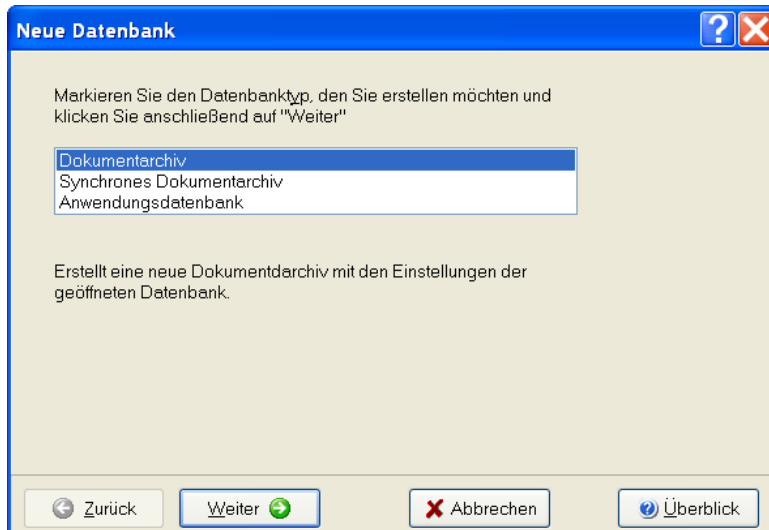 Neue Datenbank
Markieren Sie den Datenbanktyp, den Sie erstellen möchten und
klicken Sie anschließend auf "Weiter"
Dokumentarchiv
Synchrones Dokumentarchiv
Anwendungsdatenbank
Erstellt eine neue Dokumentdarchiv mit den Einstellungen der
geöffneten Datenbank.
Zurück Weiter Abbrechen Überblick